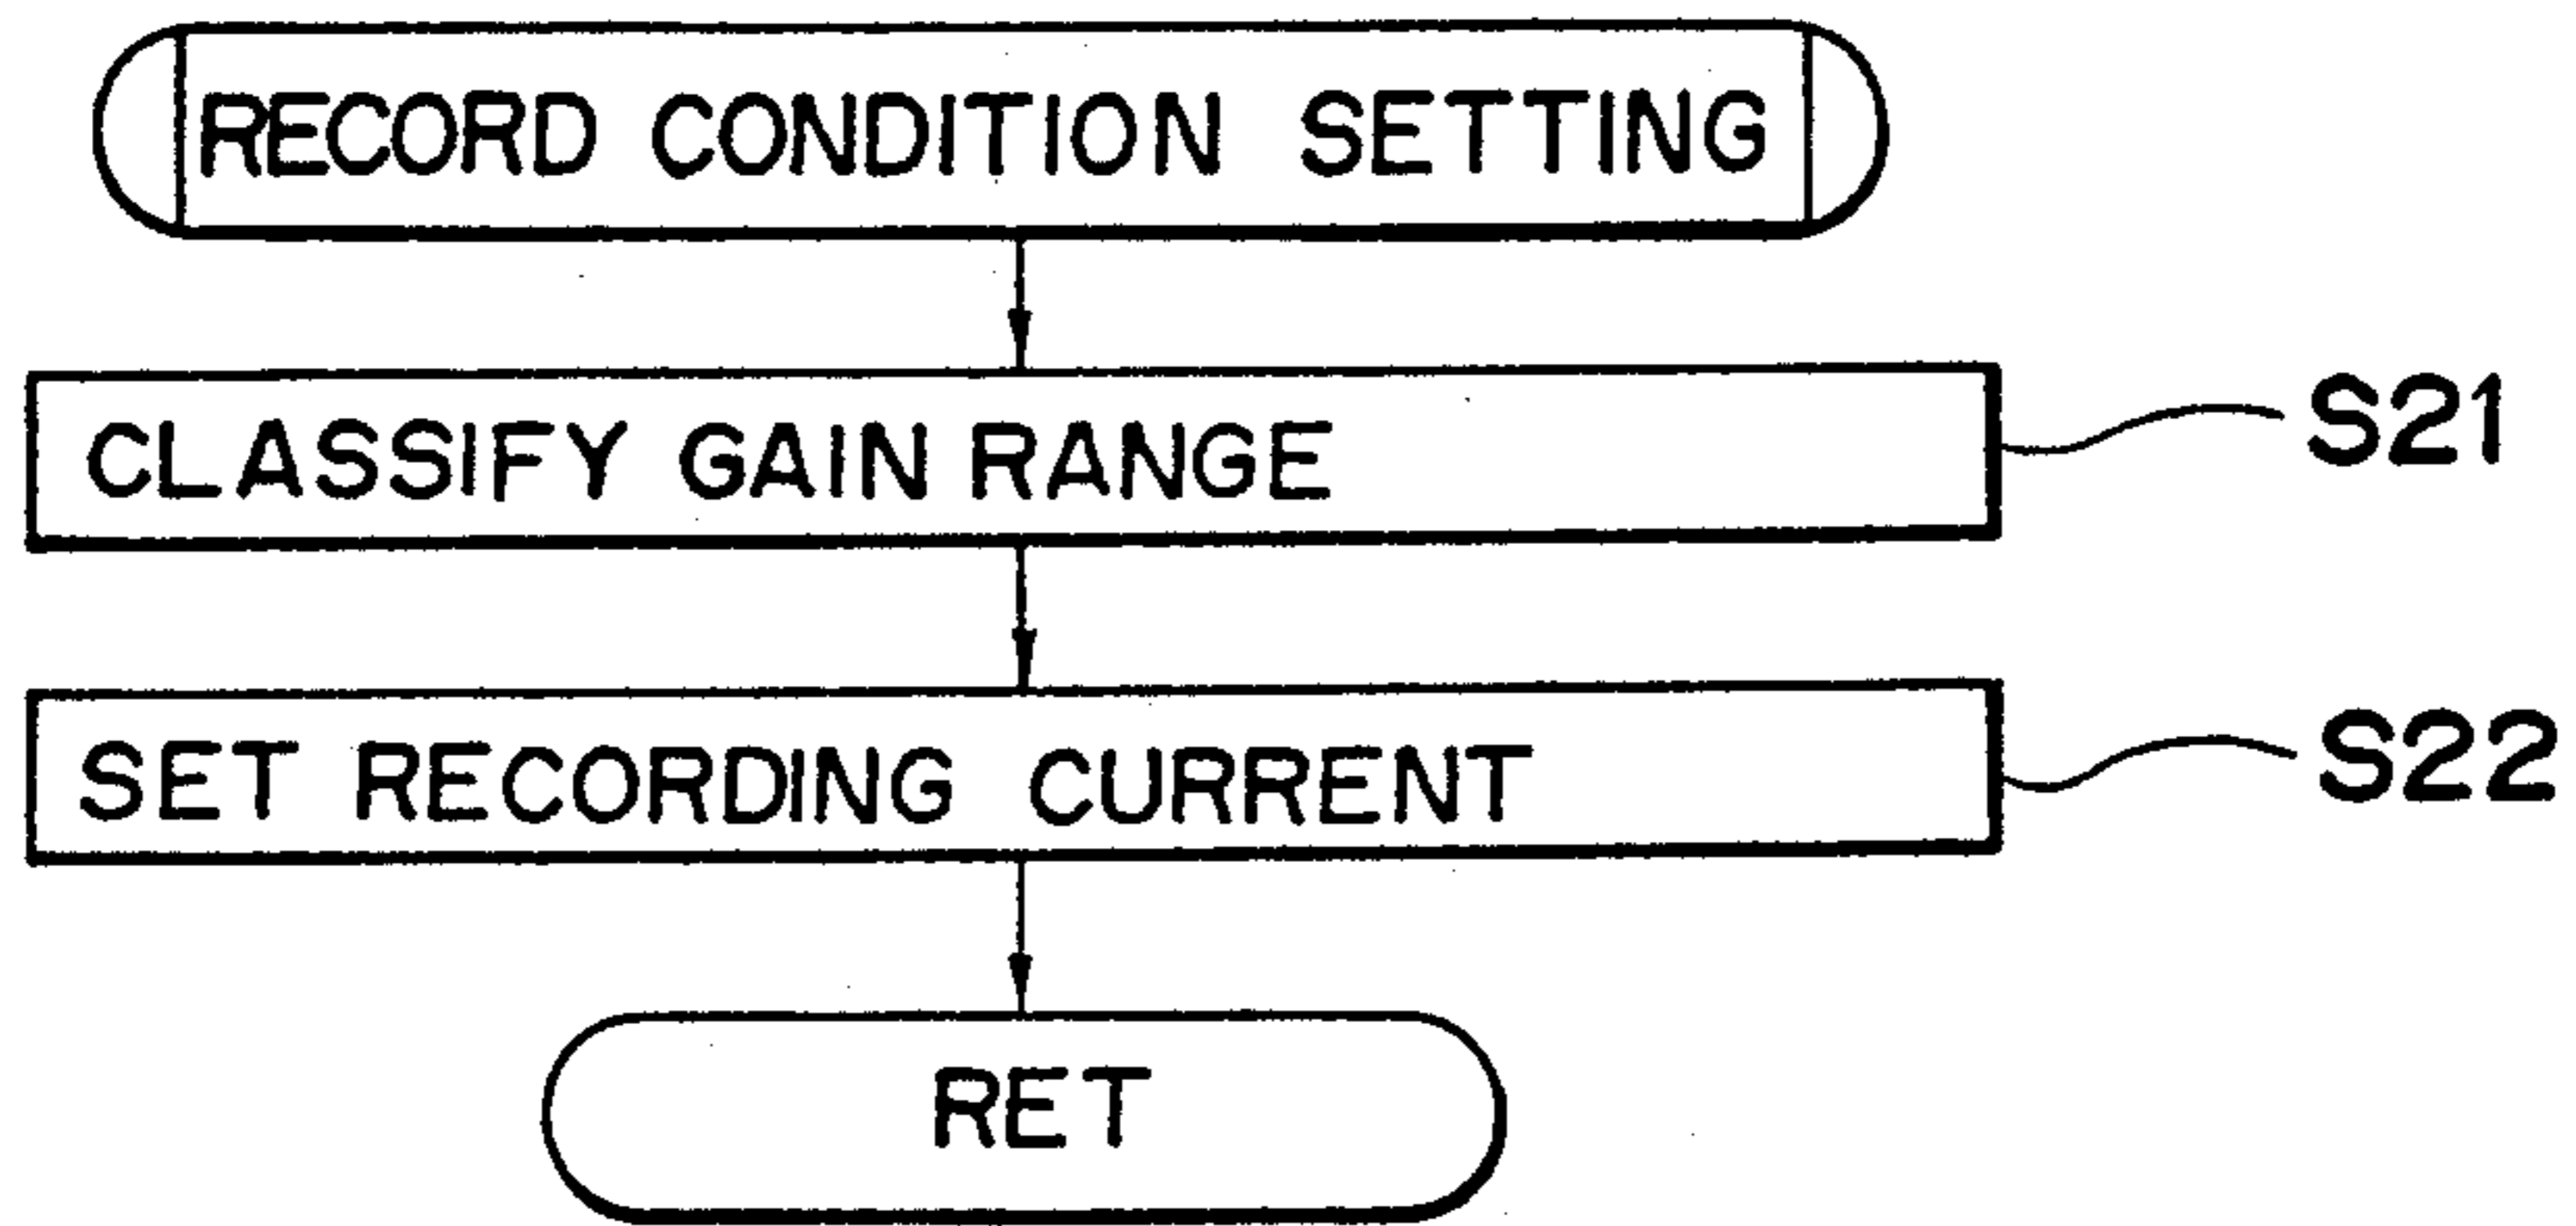 RECORD CONDITION SETTING
CLASSIFY GAIN RANGE
S21
SET RECORDING CURRENT
S22
RET